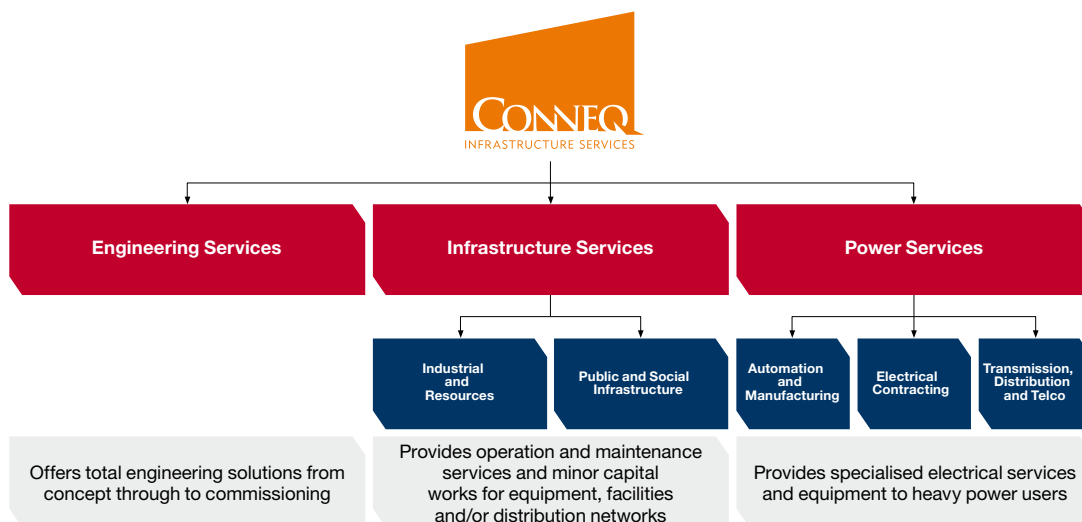 CONNEQ
INFRASTRUCTURE SERVICES
Engineering Services
Infrastructure Services
Power Services
Industrial
and
Resources
Public and Social
Infrastructure
Automation
and
Manufacturing
Electrical
Contracting
Transmission,
Distribution
and Telco
Offers total engineering solutions from
concept through to commissioning
Provides operation and maintenance
services and minor capital
works for equipment, facilities
and/or distribution networks
Provides specialised electrical services
and equipment to heavy power users